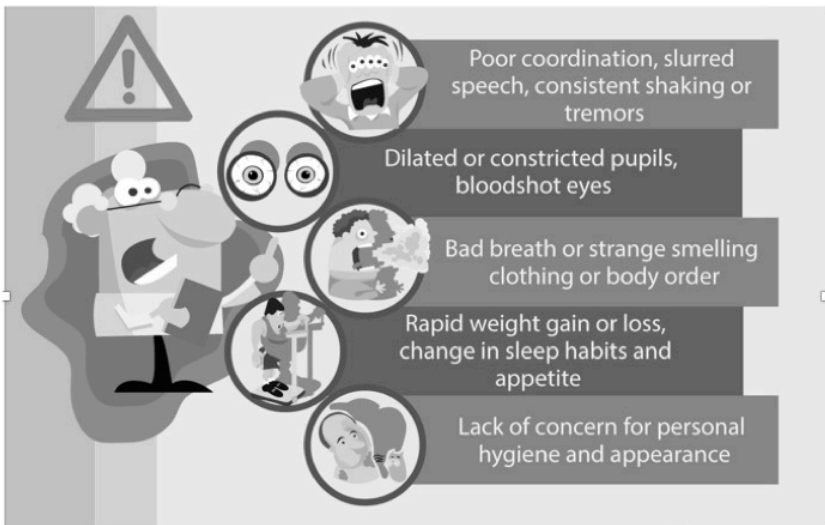 Poor coordination, slurred
speech, consistent shaking or
tremors
Dilated or constricted pupils,
bloodshot eyes
Bad breath or strange smelling
clothing or body order
Rapid weight gain or loss,
change in sleep habits and
appetite
Lack of concern for personal
hygiene and appearance